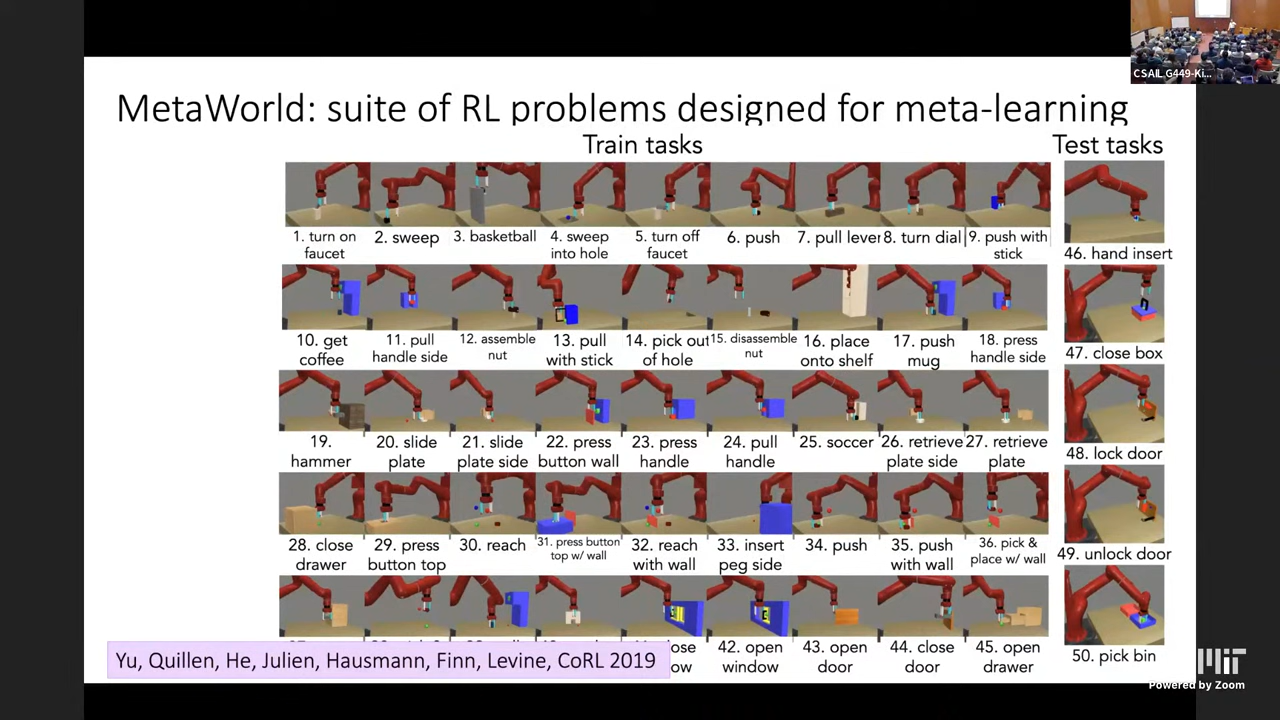 CSAIL_G449-Ki...
MetaWorld: suite of RL problems designed for meta-learning
Train tasks
Test tasks
1. turn on
faucet
2. sweep
3. basketball
4. sweep
into hole
5. turn off
faucet
6. push
7. pull lever
8. turn dial
9. push with
stick
46. hand insert
10. get
coffee
11. pull
handle side
12. assemble
nut
13. pull
with stick
14. pick out
of hole
15. disassemble
nut
16. place
onto shelf
17. push
mug
18. press
handle side
47. close box
19.
hammer
20. slide
plate
21. slide
plate side
22. press
button wall
23. press
handle
24. pull
handle
25. soccer
26. retrieve
plate side
27. retrieve
plate
48. lock door
28. close
drawer
29. press
button top
30. reach
31. press button
top w/ wall
32. reach
with wall
33. insert
peg side
34. push
35. push
with wall
36. pick &
place w/ wall
49. unlock door
42. open
window
43. open
door
44. close
door
45. open
drawer
50. pick bin
Yu, Quillen, He, Julien, Hausmann, Finn, Levine, CoRL 2019
MIT
Powered by Zoom